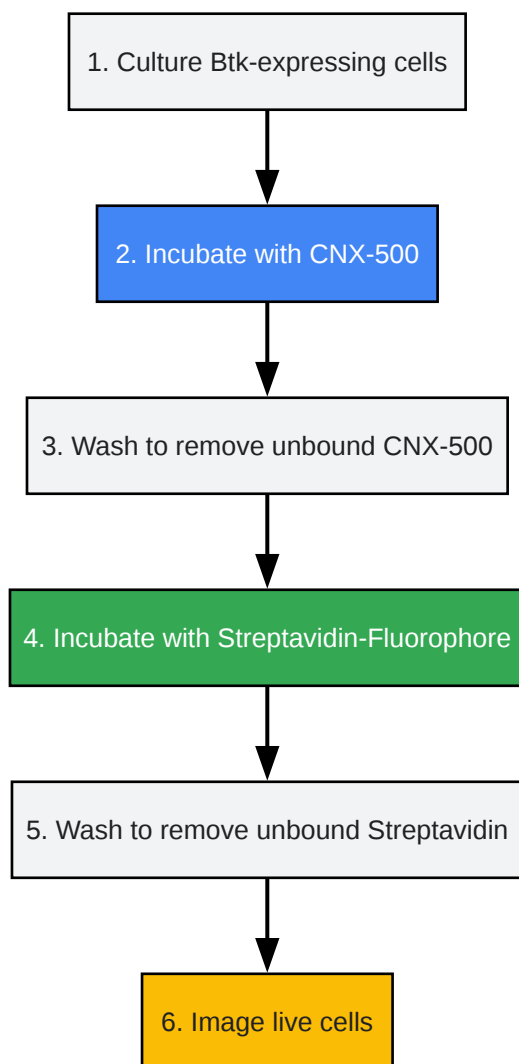 1. Culture Btk-expressing cells
2. Incubate with CNX-500
3. Wash to remove unbound CNX-500
4. Incubate with Streptavidin-Fluorophore
5. Wash to remove unbound Streptavidin
6. Image live cells